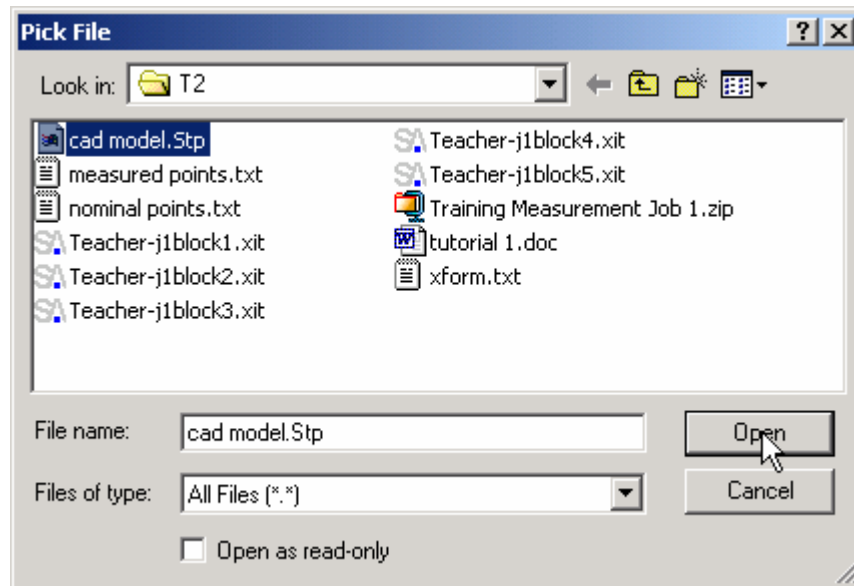 Pick File
Look in: T2
cad model.Stp
measured points.txt
nominal points.txt
Teacher-j1block1.xit
Teacher-j1block2.xit
Teacher-j1block3.xit
Teacher-j1block4.xit
Teacher-j1block5.xit
Training Measurement Job 1.zip
tutorial 1.doc
xform.txt
File name: cad model.Stp
Open
Files of type: All Files (*.*)
Cancel
Open as read-only